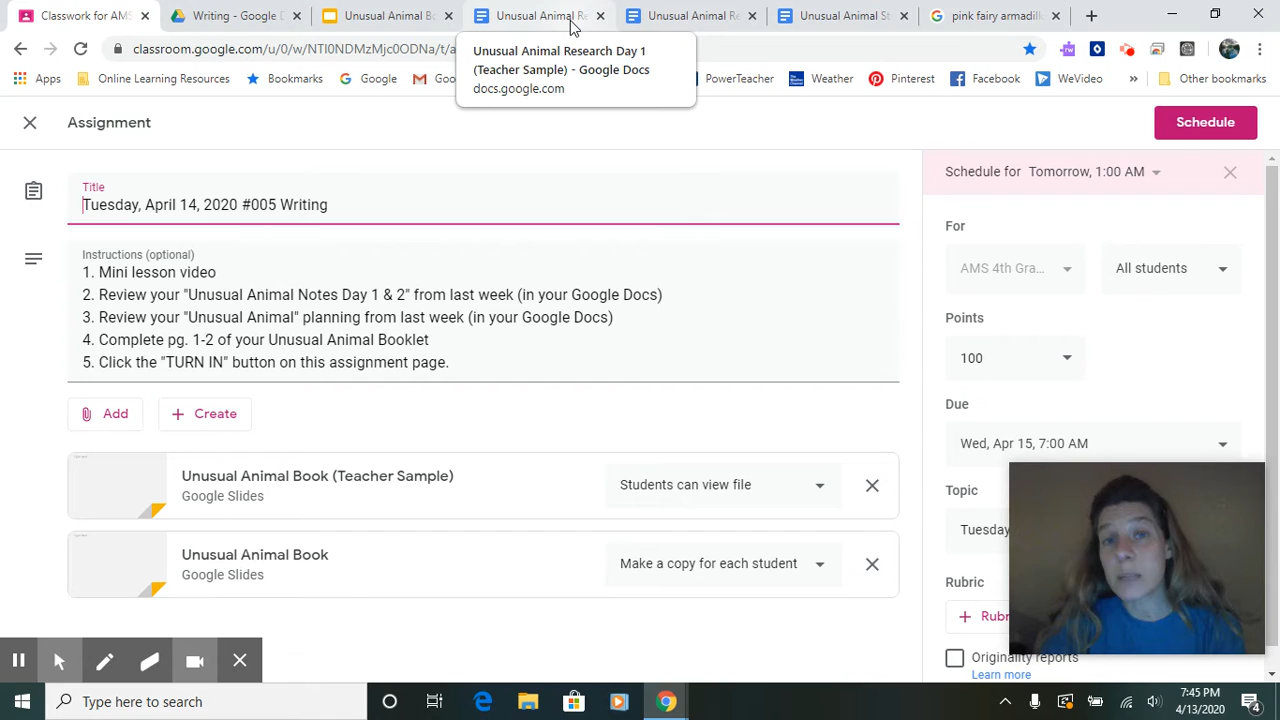 Classwork for AMS
Writing - Google D
Unusual Animal B
Unusual Animal R
Unusual Animal Re
Unusual Animal S
pink fairy armadill
classroom.google.com/u/0/w/NTI0NDMzMjc0ODNa/t/a
Unusual Animal Research Day 1
(Teacher Sample) - Google Docs
docs.google.com
Apps
Suggested Sites
Bookmarks
Google
G
PowerTeacher
Weather
Pinterest
Facebook
WeVideo
Other bookmarks
Assignment
Schedule
Title
Tuesday, April 14, 2020 #005 Writing
Schedule for Tomorrow, 1:00 AM
Instructions (optional)
1. Mini lesson video
2. Review your "Unusual Animal Notes Day 1 & 2" from last week (in your Google Docs)
3. Review your "Unusual Animal" planning from last week (in your Google Docs)
4. Complete pg. 1-2 of your Unusual Animal Booklet
5. Click the "TURN IN" button on this assignment page.
For
AMS 4th Gra...
All students
Points
100
Due
Wed, Apr 15, 7:00 AM
Topic
Tuesday
Rubric
Rubr
Originality reports
Learn more
Add
Create
Unusual Animal Book (Teacher Sample)
Google Slides
Students can view file
Unusual Animal Book
Google Slides
Make a copy for each student
Type here to search
7:45 PM
4/13/2020
4